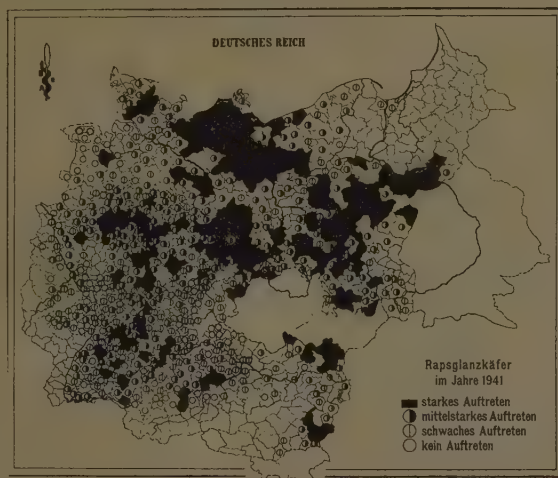 DEUTSCHES REICH
Rapsglanzkäfer
im Jahre 1941
starkes Auftreten
mittelstarkes Auftreten
schwaches Auftreten
kein Auftreten